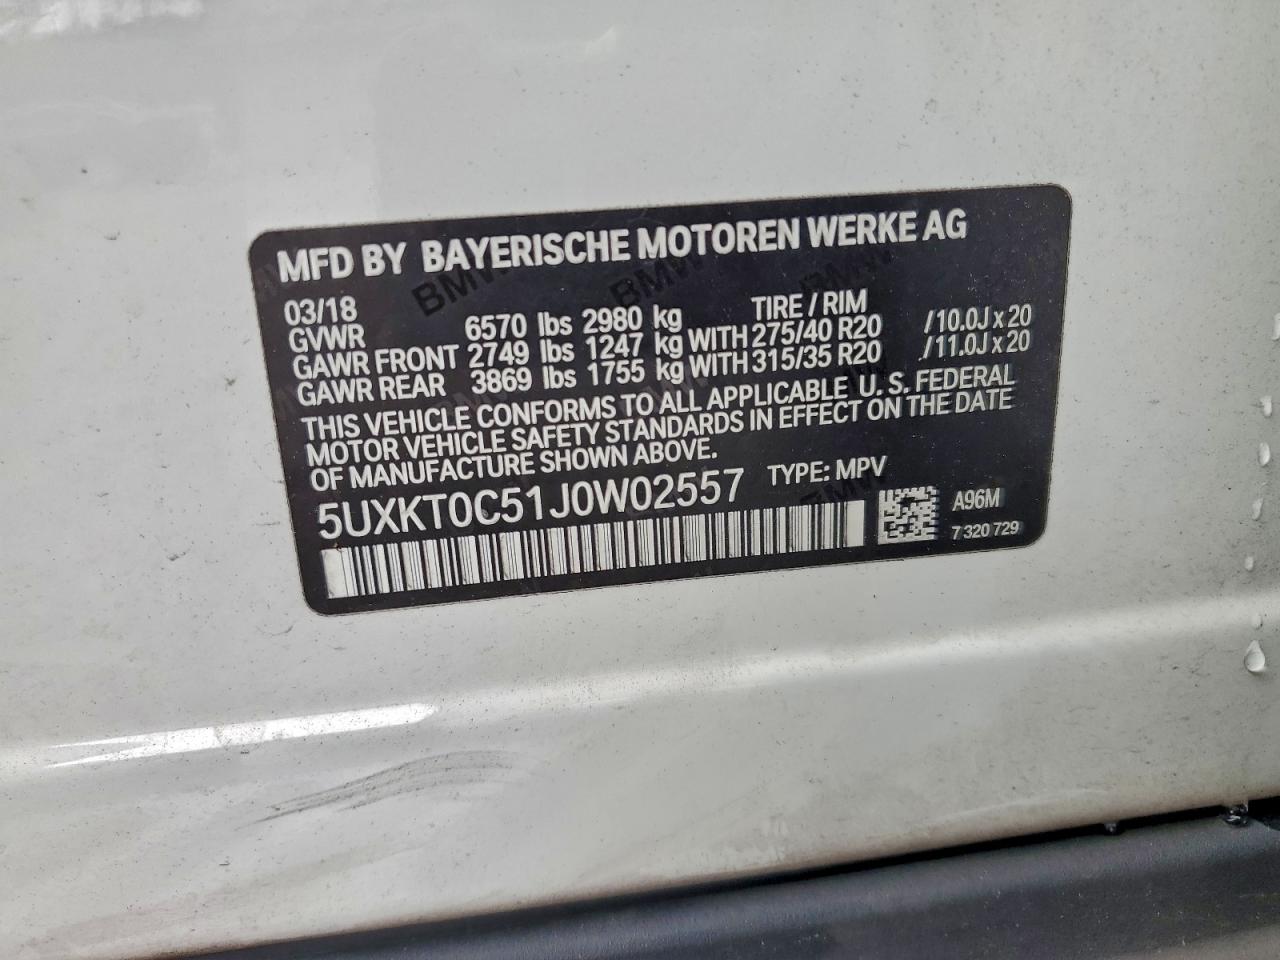 MFD BY BAYERISCHE MOTOREN WERKE AG
03/18 TIRE / RIM
GVWR 6570 lbs 2980 kg
GAWR FRONT 2749 lbs 1247 kg WITH 275/40 R20 /10.0J x 20
GAWR REAR 3869 lbs 1755 kg WITH 315/35 R20 /11.0J x 20
THIS VEHICLE CONFORMS TO ALL APPLICABLE U.S. FEDERAL
MOTOR VEHICLE SAFETY STANDARDS IN EFFECT ON THE DATE
OF MANUFACTURE SHOWN ABOVE.
5UXKT0C51J0W02557 TYPE: MPV
A96M
7 320 729